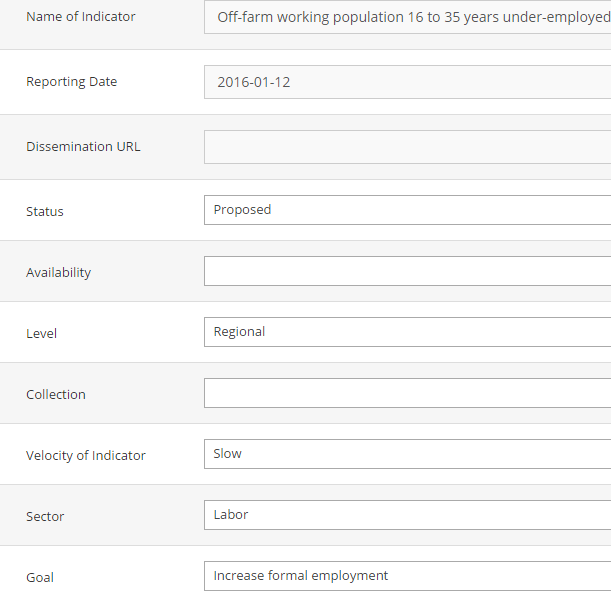 Name of Indicator Off-farm working population 16 to 35 years under-employed
Reporting Date 2016-01-12
Dissemination URL
Status Proposed
Availability
Level Regional
Collection
Velocity of Indicator Slow
Sector Labor
Goal Increase formal employment